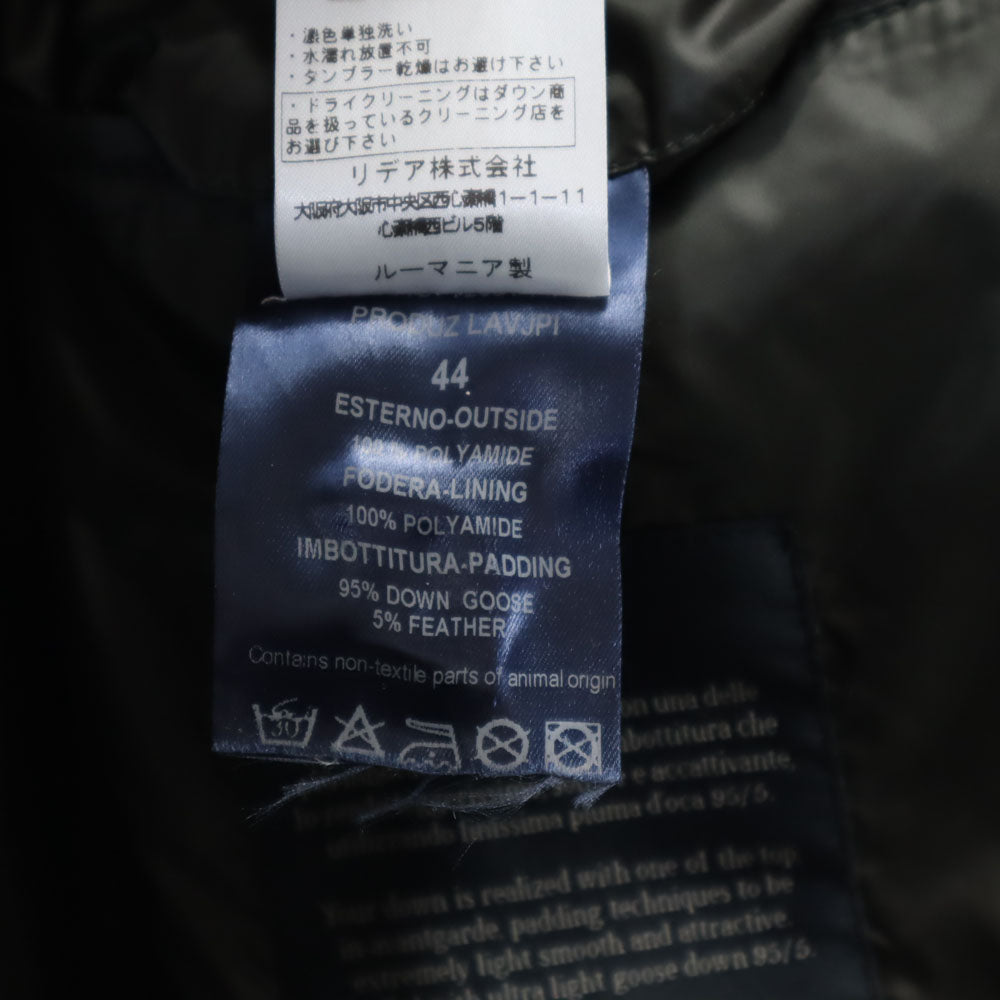 ・濃色単独洗い
・水濡れ放置不可
・タンブラー乾燥はお避け下さい
・ドライクリーニングはダウン商
品を扱っているクリーニング店を
お選び下さい
リデア株式会社
大阪府大阪市中央区西心斎橋1-1-11
心斎橋西ビル5階
ルーマニア製
PRODUZ LAVJPI
44
ESTERNO-OUTSIDE
100% POLYAMIDE
FODERA-LINING
100% POLYAMIDE
IMBOTTITURA-PADDING
95% DOWN GOOSE
5% FEATHER
Contains non-textile parts of animal origin
30
una delle
che
e accattivante,
finissima piuma d'oca 95/5.
Your down is realized with one of the top
avantgarde, padding techniques to be
extremely light smooth and attractive.
ultra light goose down 95/5.